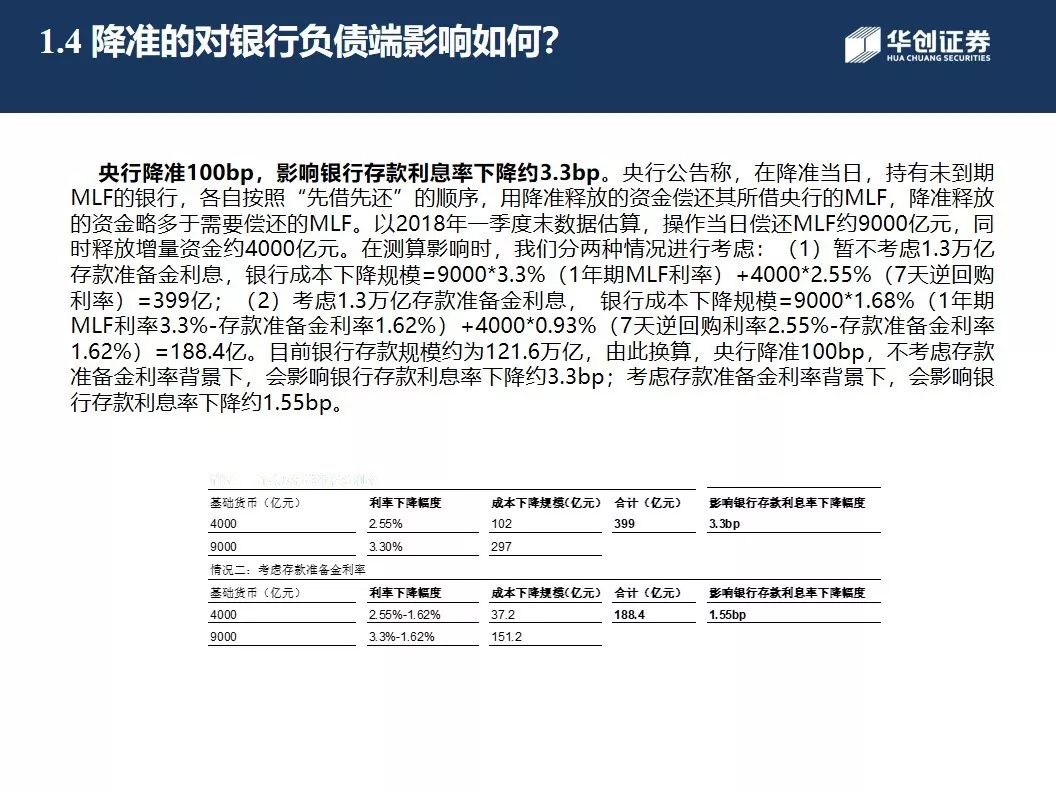 1.4 降准的对银行负债端影响如何？
华创证券
HUA CHUANG SECURITIES
央行降准100bp，影响银行存款利息率下降约3.3bp。央行公告称，在降准当日，持有未到期
MLF的银行，各自按照“先借先还”的顺序，用降准释放的资金偿还其所借央行的MLF，降准释放
的资金略多于需要偿还的MLF。以2018年一季度末数据估算，操作当日偿还MLF约9000亿元，同
时释放增量资金约4000亿元。在测算影响时，我们分两种情况进行考虑：（1）暂不考虑1.3万亿
存款准备金利息，银行成本下降规模=9000*3.3%（1年期MLF利率）+4000*2.55%（7天逆回购
利率）=399亿；（2）考虑1.3万亿存款准备金利息， 银行成本下降规模=9000*1.68%（1年期
MLF利率3.3%-存款准备金利率1.62%）+4000*0.93%（7天逆回购利率2.55%-存款准备金利率
1.62%）=188.4亿。目前银行存款规模约为121.6万亿，由此换算，央行降准100bp，不考虑存款
准备金利率背景下，会影响银行存款利息率下降约3.3bp；考虑存款准备金利率背景下，会影响银
行存款利息率下降约1.55bp。
基础货币（亿元） 利率下降幅度 成本下降规模（亿元） 合计（亿元） 影响银行存款利息率下降幅度
4000 2.55% 102 399 3.3bp
9000 3.30% 297
情况二：考虑存款准备金利率
基础货币（亿元） 利率下降幅度 成本下降规模（亿元） 合计（亿元） 影响银行存款利息率下降幅度
4000 2.55%-1.62% 37.2 188.4 1.55bp
9000 3.3%-1.62% 151.2